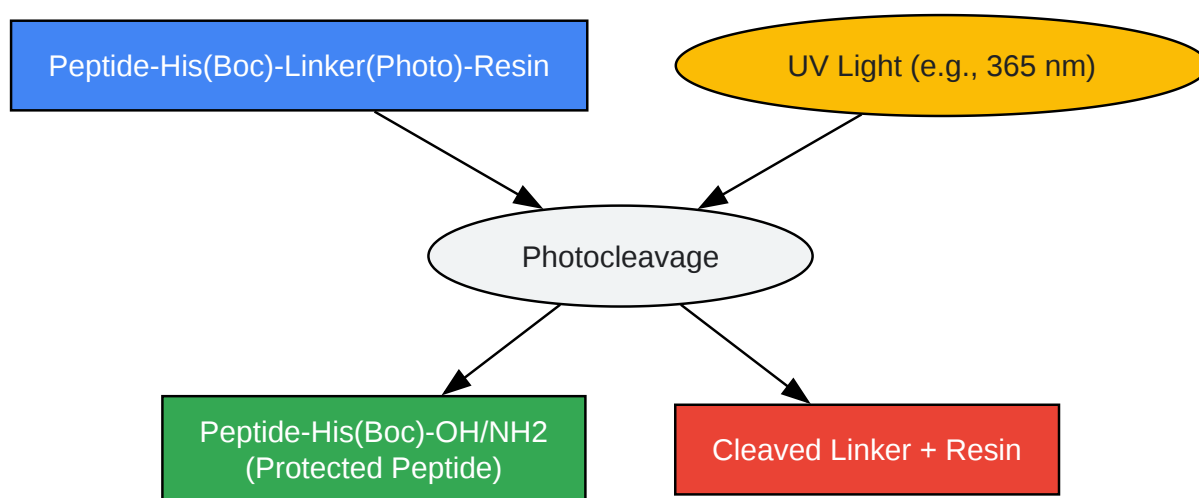 Peptide-His(Boc)-Linker(Photo)-Resin
UV Light (e.g., 365 nm)
Photocleavage
Peptide-His(Boc)-OH/NH2
(Protected Peptide)
Cleaved Linker + Resin